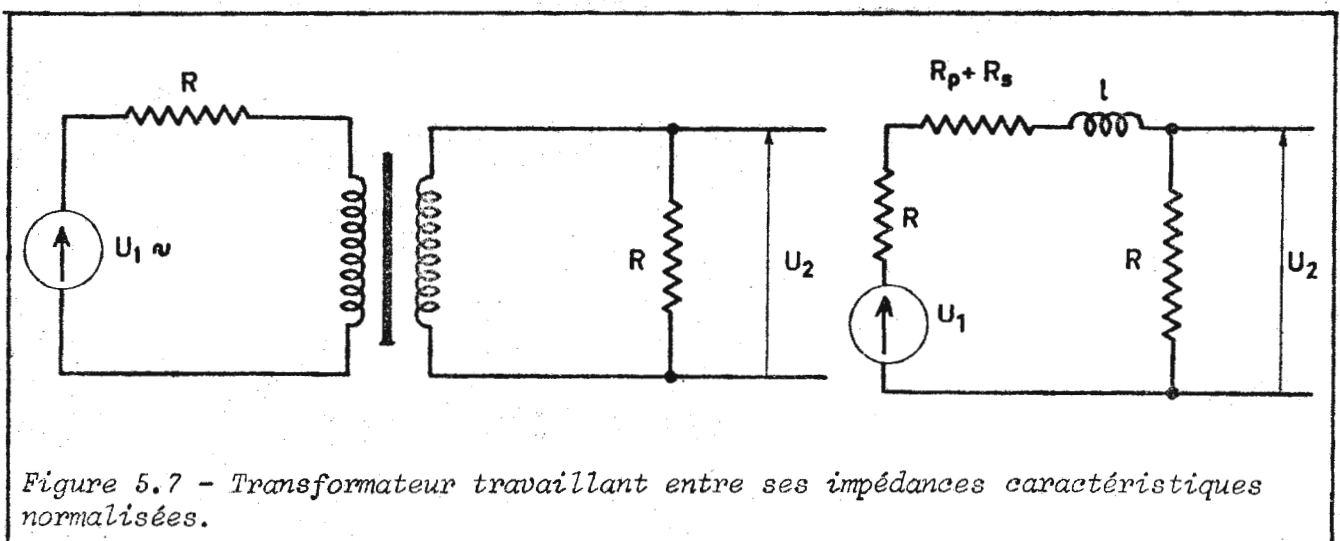 R
U₁ ~
R
U₂
Rₚ+ Rₛ
l
R
U₁
R
U₂
Figure 5.7 - Transformateur travaillant entre ses impédances caractéristiques
normalisées.